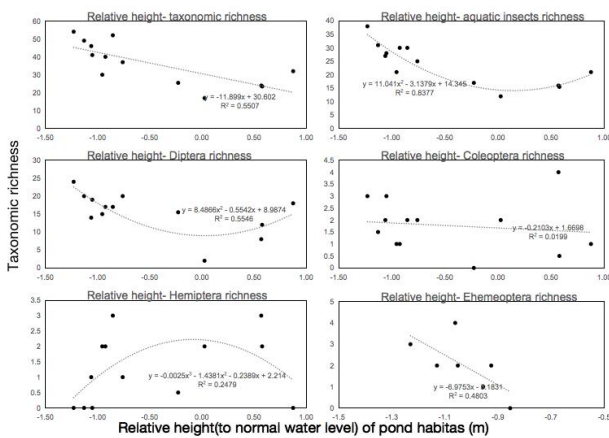 Relative height- taxonomic richness
60
50
40
30
20
10
0
y = -11.899x + 30.602
R² = 0.5507
-1.50 -1.00 -0.50 0.00 0.50 1.00
Relative height- aquatic insects richness
40
35
30
25
20
15
10
5
0
y = 11.041x² - 3.1379x + 14.345
R² = 0.8377
-1.50 -1.00 -0.50 0.00 0.50 1.00
Taxonomic richness
Relative height- Diptera richness
30
25
20
15
10
5
0
y = 8.4866x² - 0.5542x + 8.9874
R² = 0.5546
-1.50 -1.00 -0.50 0.00 0.50 1.00
Relative height- Coleoptera richness
4.5
4
3.5
3
2.5
2
1.5
1
0.5
0
y = -0.2103x + 1.6698
R² = 0.0199
-1.50 -1.00 -0.50 0.00 0.50 1.00
Relative height- Hemiptera richness
3.5
3
2.5
2
1.5
1
0.5
0
y = -0.0025x³ - 1.4381x² - 0.2389x + 2.214
R² = 0.2479
-1.50 -1.00 -0.50 0.00 0.50 1.00
Relative height- Ehemeoptera richness
5
4
3
2
1
0
y = -6.9753x -
R² = 0.4803
-1.5 -1.3 -1.1 -0.9 -0.7 -0.5
Relative height(to normal water level) of pond habitas (m)